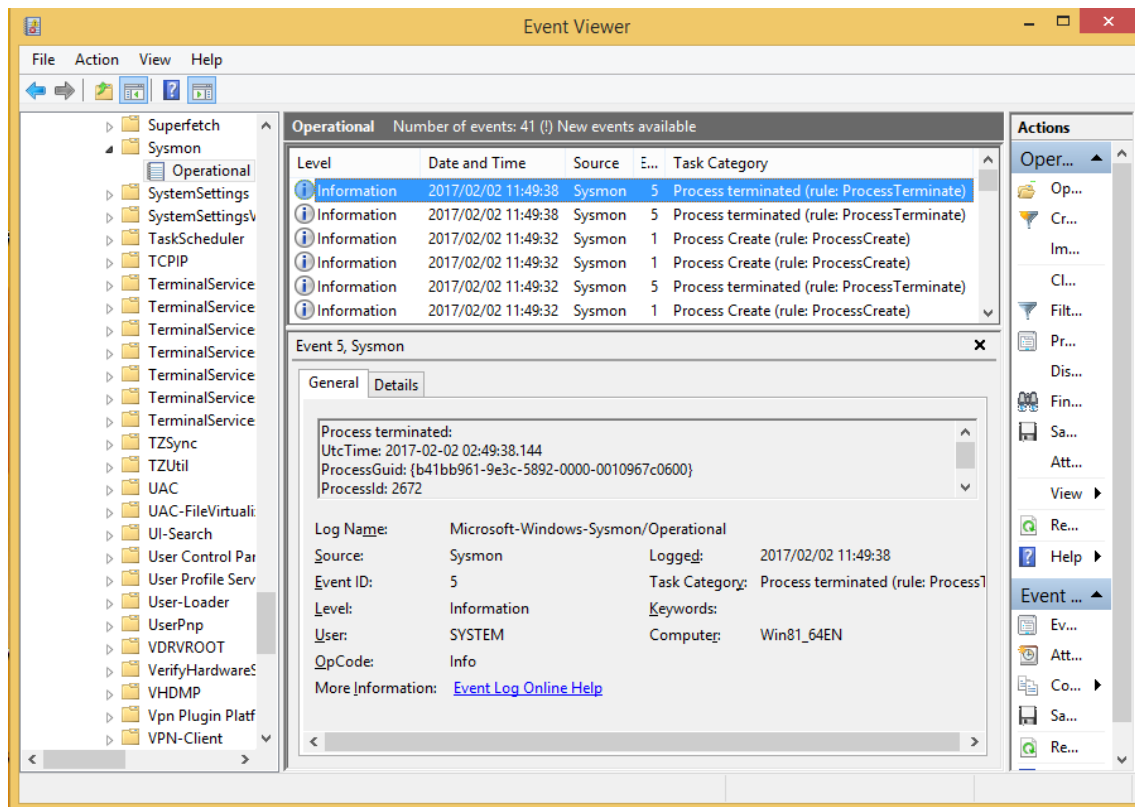 Event Viewer
File Action View Help
Superfetch
Sysmon
Operational
SystemSettings
SystemSettingsV
TaskScheduler
TCPIP
TerminalService
TerminalService
TerminalService
TerminalService
TerminalService
TerminalService
TerminalService
TZSync
TZUtil
UAC
UAC-FileVirtuali
UI-Search
User Control Par
User Profile Serv
User-Loader
UserPnp
VDRVROOT
VerifyHardwareS
VHDMP
Vpn Plugin Platf
VPN-Client
Operational Number of events: 41 (!) New events available
Level Date and Time Source E... Task Category
Information 2017/02/02 11:49:38 Sysmon 5 Process terminated (rule: ProcessTerminate)
Information 2017/02/02 11:49:38 Sysmon 5 Process terminated (rule: ProcessTerminate)
Information 2017/02/02 11:49:32 Sysmon 1 Process Create (rule: ProcessCreate)
Information 2017/02/02 11:49:32 Sysmon 1 Process Create (rule: ProcessCreate)
Information 2017/02/02 11:49:32 Sysmon 5 Process terminated (rule: ProcessTerminate)
Information 2017/02/02 11:49:32 Sysmon 1 Process Create (rule: ProcessCreate)
Event 5, Sysmon
General Details
Process terminated:
UtcTime: 2017-02-02 02:49:38.144
ProcessGuid: {b41bb961-9e3c-5892-0000-0010967c0600}
ProcessId: 2672
Log Name: Microsoft-Windows-Sysmon/Operational
Source: Sysmon Logged: 2017/02/02 11:49:38
Event ID: 5 Task Category: Process terminated (rule: ProcessT
Level: Information Keywords:
User: SYSTEM Computer: Win81_64EN
OpCode: Info
More Information: Event Log Online Help
Actions
Oper...
Op...
Cr...
Im...
Cl...
Filt...
Pr...
Dis...
Fin...
Sa...
Att...
View
Re...
Help
Event ...
Ev...
Att...
Co...
Sa...
Re...